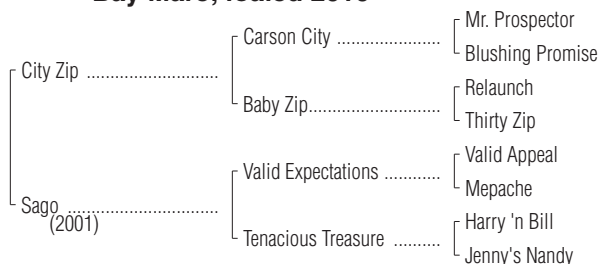 Bay Mare, foaled
Mr. Prospector
Carson City ......................
Blushing Promise
City Zip ............................
Relaunch
Baby Zip............................
Thirty Zip
Valid Appeal
Valid Expectations ............
Mepache
Sago ................................
(2001)
Harry 'n Bill
Tenacious Treasure ..........
Jenny's Nandy